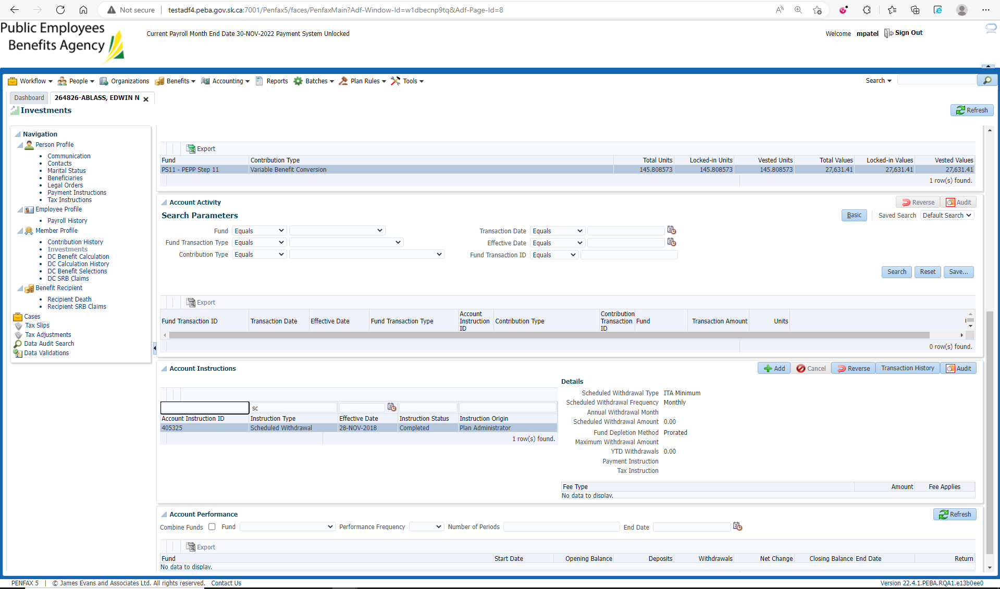 Not secure | testadf4.peba.gov.sk.ca:7001/Penfax5/faces/PenfaxMain?Adf-Window-Id=w1dbecnp9tq&Adf-Page-Id=8
Public Employees
Benefits Agency
Current Payroll Month End Date 30-NOV-2022 Payment System Unlocked
Welcome mpatel Sign Out
Workflow People Organizations Benefits Accounting Reports Batches Plan Rules Tools Search
Dashboard 264826-ABLASS, EDWIN N
Investments Refresh
Navigation
Person Profile
Communication
Contacts
Marital Status
Beneficiaries
Legal Orders
Payment Instructions
Tax Instructions
Employee Profile
Payroll History
Member Profile
Contribution History
Investments
DC Benefit Calculation
DC Calculation History
DC Benefit Selections
DC SRB Claims
Benefit Recipient
Recipient Death
Recipient SRB Claims
Cases
Tax Slips
Tax Adjustments
Data Audit Search
Data Validations
Export
Fund Contribution Type Total Units Locked-in Units Vested Units Total Values Locked-in Values Vested Values
PS11 - PEPP Step 11 Variable Benefit Conversion 145.808573 145.808573 145.808573 27,631.41 27,631.41 27,631.41
1 row(s) found.
Account Activity Reverse Audit
Search Parameters Basic Saved Search Default Search
Fund Equals Transaction Date Equals
Fund Transaction Type Equals Effective Date Equals
Contribution Type Equals Fund Transaction ID Equals
Search Reset Save...
Export
Fund Transaction ID Transaction Date Effective Date Fund Transaction Type Account Instruction ID Contribution Type Contribution Transaction ID Fund Transaction Amount Units
0 row(s) found.
Account Instructions Add Cancel Reverse Transaction History Audit
sc
Account Instruction ID Instruction Type Effective Date Instruction Status Instruction Origin
405325 Scheduled Withdrawal 28-NOV-2018 Completed Plan Administrator
1 row(s) found.
Details
Scheduled Withdrawal Type ITA Minimum
Scheduled Withdrawal Frequency Monthly
Annual Withdrawal Month
Scheduled Withdrawal Amount 0.00
Fund Depletion Method Prorated
Maximum Withdrawal Amount
YTD Withdrawals 0.00
Payment Instruction
Tax Instruction
Fee Type Amount Fee Applies
No data to display.
Account Performance Refresh
Combine Funds Fund Performance Frequency Number of Periods End Date
Export
Fund Start Date Opening Balance Deposits Withdrawals Net Change Closing Balance End Date Return
No data to display.
PENFAX 5 | © James Evans and Associates Ltd. All rights reserved. Contact Us Version 22.4.1.PEBA.RQA1.e13b0ee0